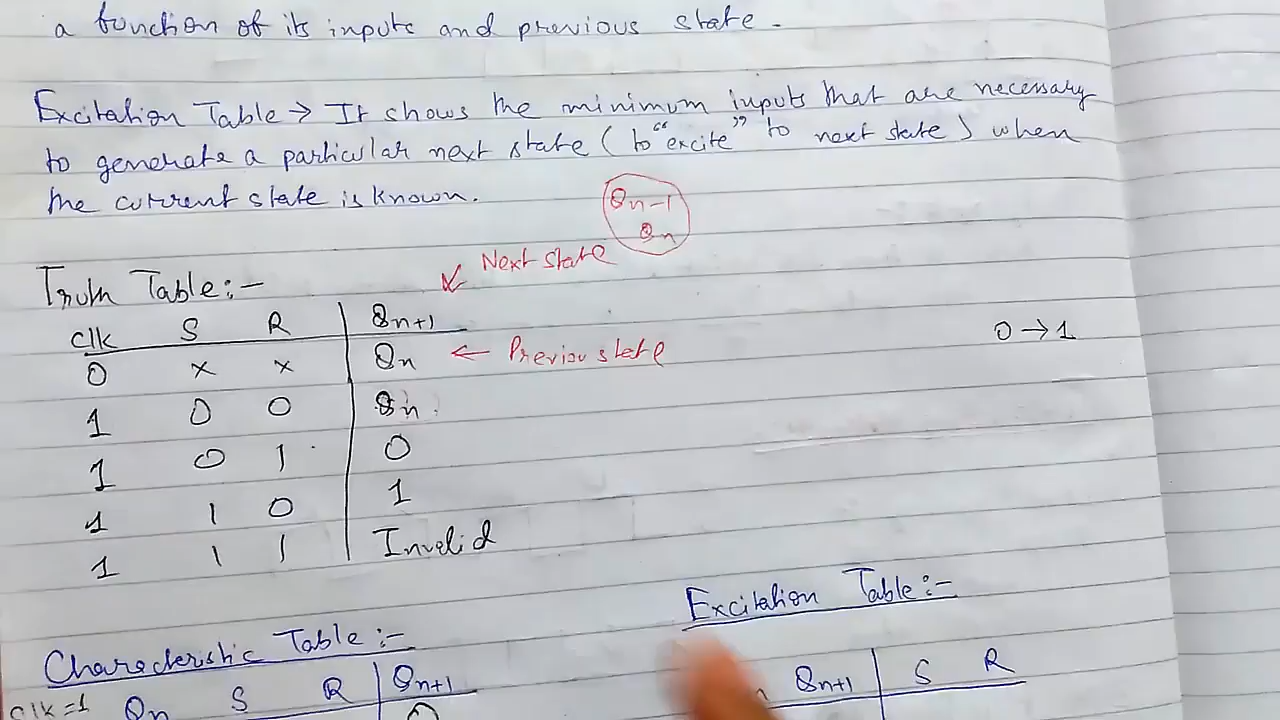 a function of its inputs and previous state.
Excitation Table → It shows the minimum inputs that are necessary
to generate a particular next state (to "excite" to next state) when
the current state is known.
Qn-1
Qn
Next state
Truth Table:-
Clk S R Qn+1
0 x x Qn ← Previous state
0 → 1
1 0 0 Qn
1 0 1 0
1 1 0 1
1 1 1 Invalid
Excitation Table:-
Characteristic Table:-
Qn+1 S R
Clk=1 Qn S R Qn+1
0